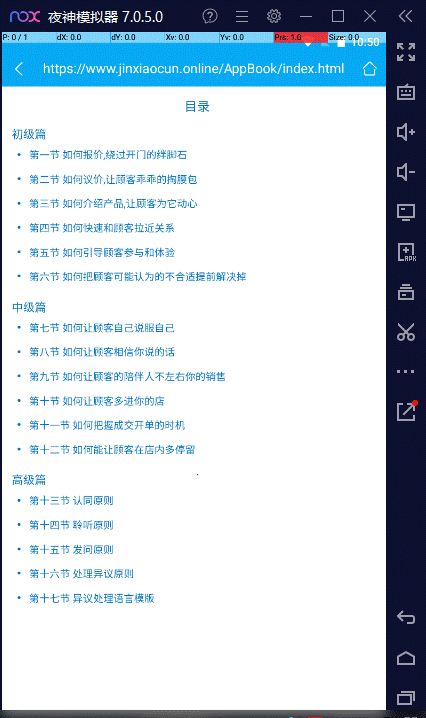 nox 夜神模拟器 7.0.5.0
P: 0 / 1 dX: 0.0 dY: 0.0 Xv: 0.0 Yv: 0.0 Prs: 1.0 Size: 0.0
10:50
https://www.jinxiaocun.online/AppBook/index.html
目录
初级篇
• 第一节 如何报价,绕过开门的绊脚石
• 第二节 如何议价,让顾客乖乖的掏腰包
• 第三节 如何介绍产品,让顾客为它动心
• 第四节 如何快速和顾客拉近关系
• 第五节 如何引导顾客参与和体验
• 第六节 如何把顾客可能认为的不合适提前解决掉
中级篇
• 第七节 如何让顾客自己说服自己
• 第八节 如何让顾客相信你说的话
• 第九节 如何让顾客的陪伴人不左右你的销售
• 第十节 如何让顾客多进你的店
• 第十一节 如何把握成交开单的时机
• 第十二节 如何能让顾客在店内多停留
高级篇
• 第十三节 认同原则
• 第十四节 聆听原则
• 第十五节 发问原则
• 第十六节 处理异议原则
• 第十七节 异议处理语言模版
APK